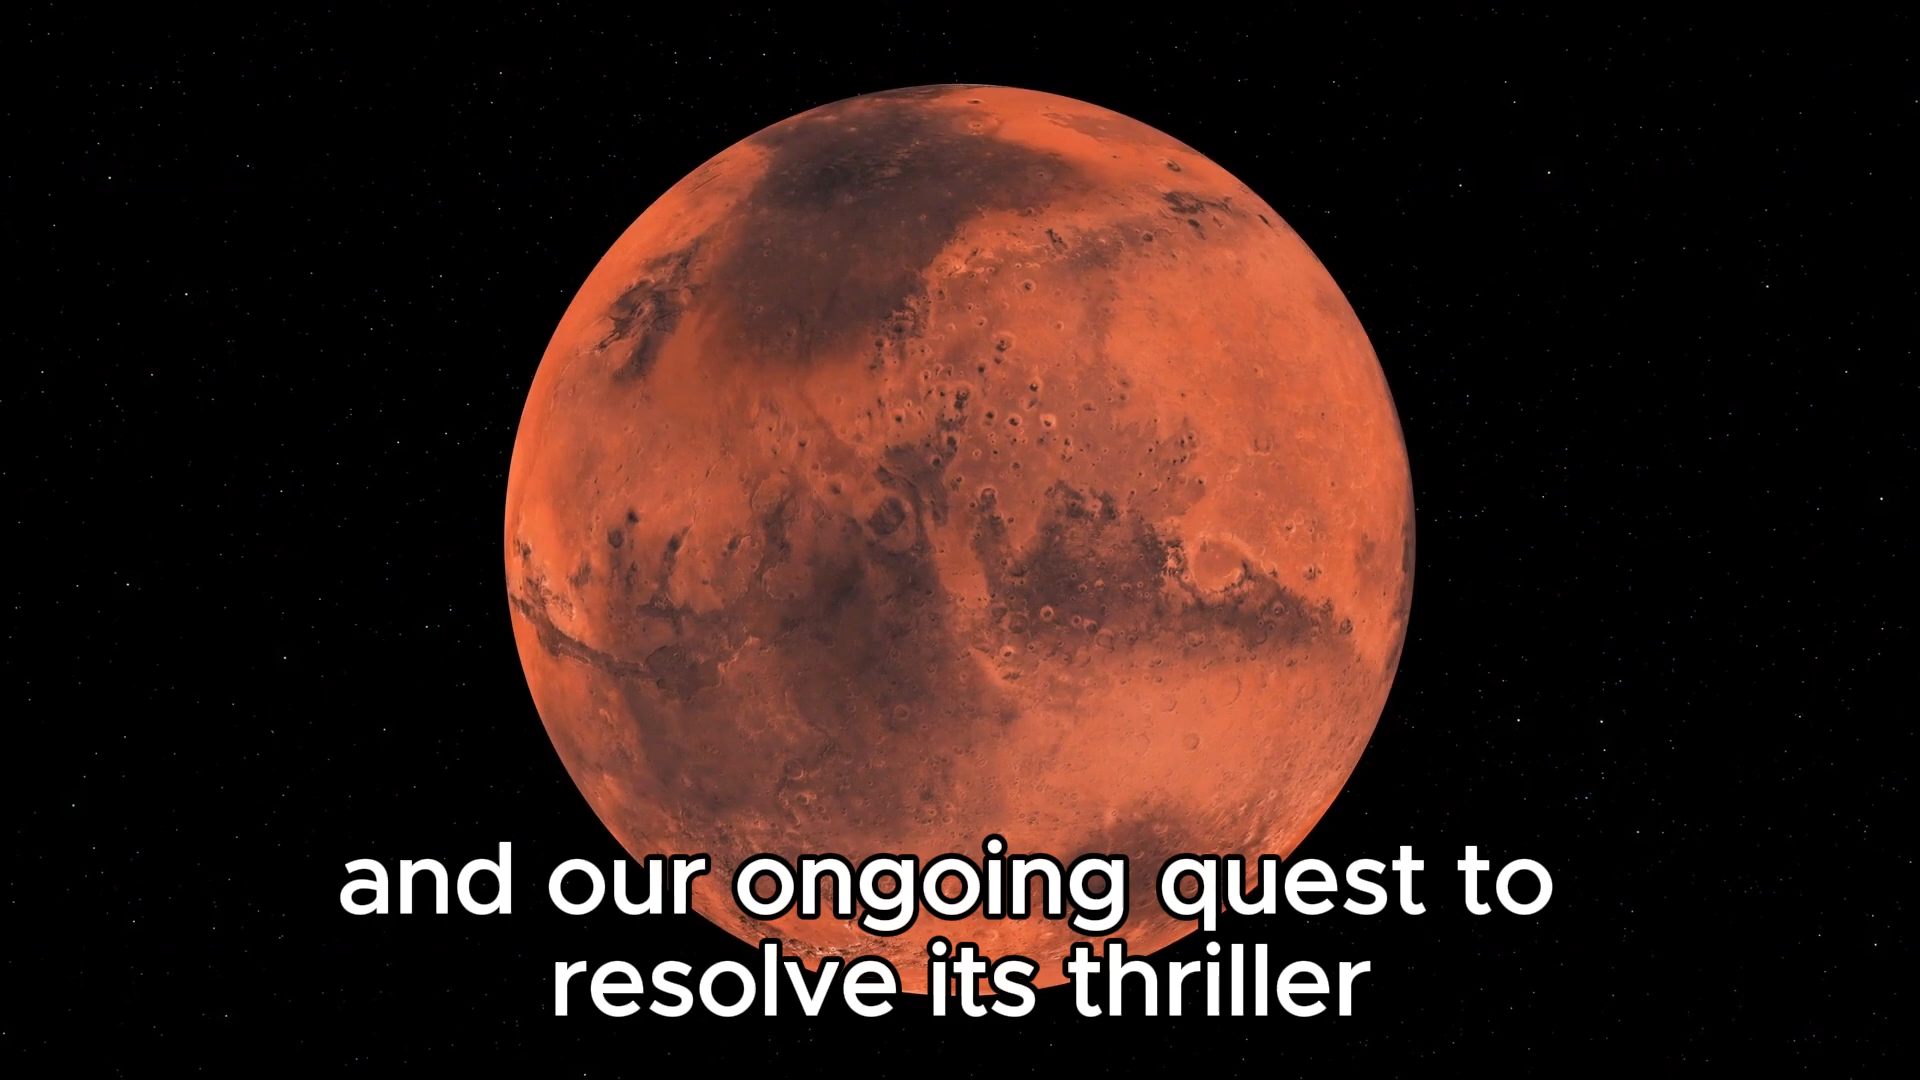 and our ongoing quest to
resolve its thriller